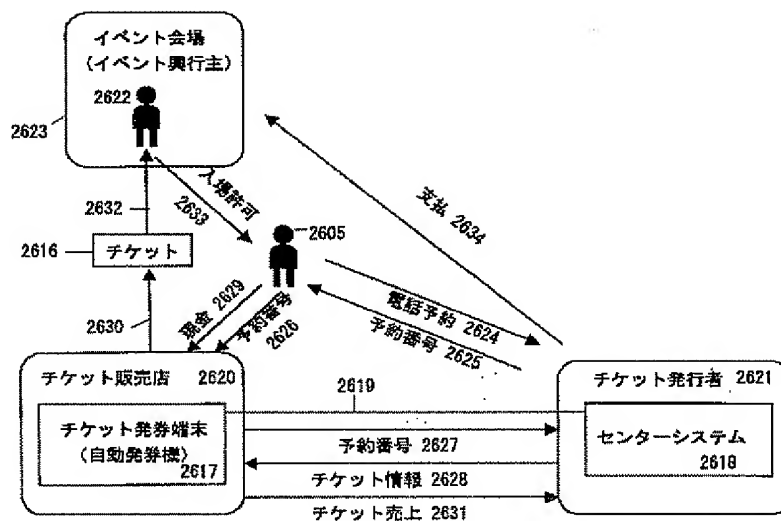 イベント会場
(イベント興行主)
2622
2623
2632
入場許可
2633
2616
チケット
2605
支払 2634
2630
現金 2629
予約番号
2626
電話予約 2624
予約番号 2625
チケット販売店 2620
2619
チケット発行者 2621
チケット発券端末
(自動発券機)
2617
予約番号 2627
センターシステム
2618
チケット情報 2628
チケット売上 2631